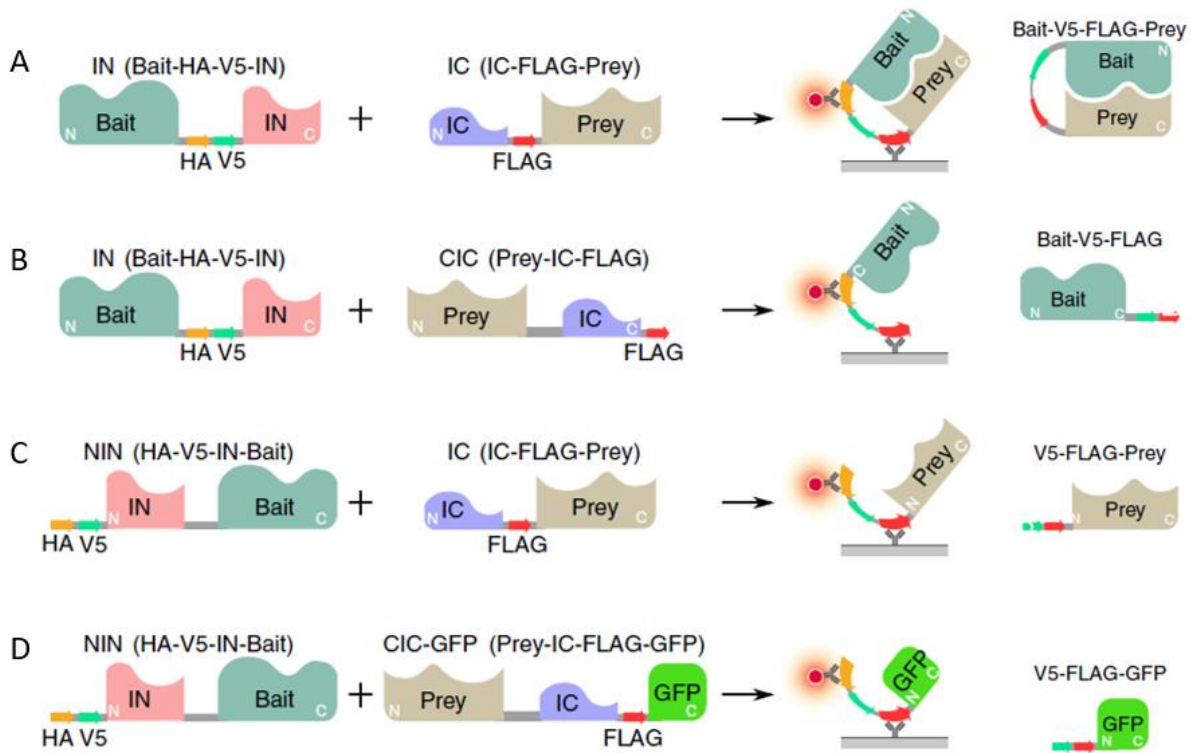 A
IN (Bait-HA-V5-IN)
IC (IC-FLAG-Prey)
Bait-V5-FLAG-Prey
N Bait IN C
HA V5
+
N IC Prey C
FLAG
N Bait Prey C
N Bait
Prey C
B
IN (Bait-HA-V5-IN)
CIC (Prey-IC-FLAG)
Bait-V5-FLAG
N Bait IN C
HA V5
+
N Prey IC C
FLAG
N Bait C
Bait
N C
C
NIN (HA-V5-IN-Bait)
IC (IC-FLAG-Prey)
V5-FLAG-Prey
N IN Bait C
HA V5
+
N IC Prey C
FLAG
N Prey C
N Prey C
D
NIN (HA-V5-IN-Bait)
CIC-GFP (Prey-IC-FLAG-GFP)
V5-FLAG-GFP
N IN Bait C
HA V5
+
N Prey IC GFP C
FLAG
N GFP C
GFP
N C